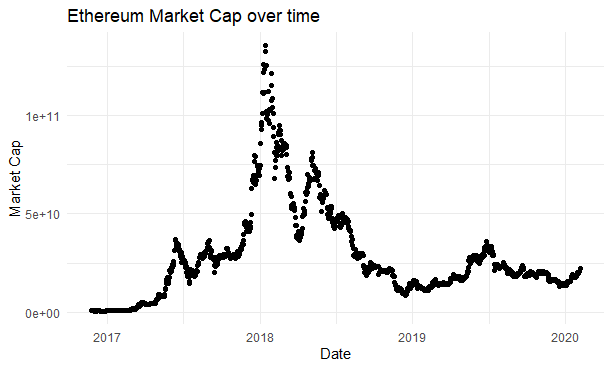 Ethereum Market Cap over time
1e+11
5e+10
0e+00
Market Cap
2017 2018 2019 2020
Date